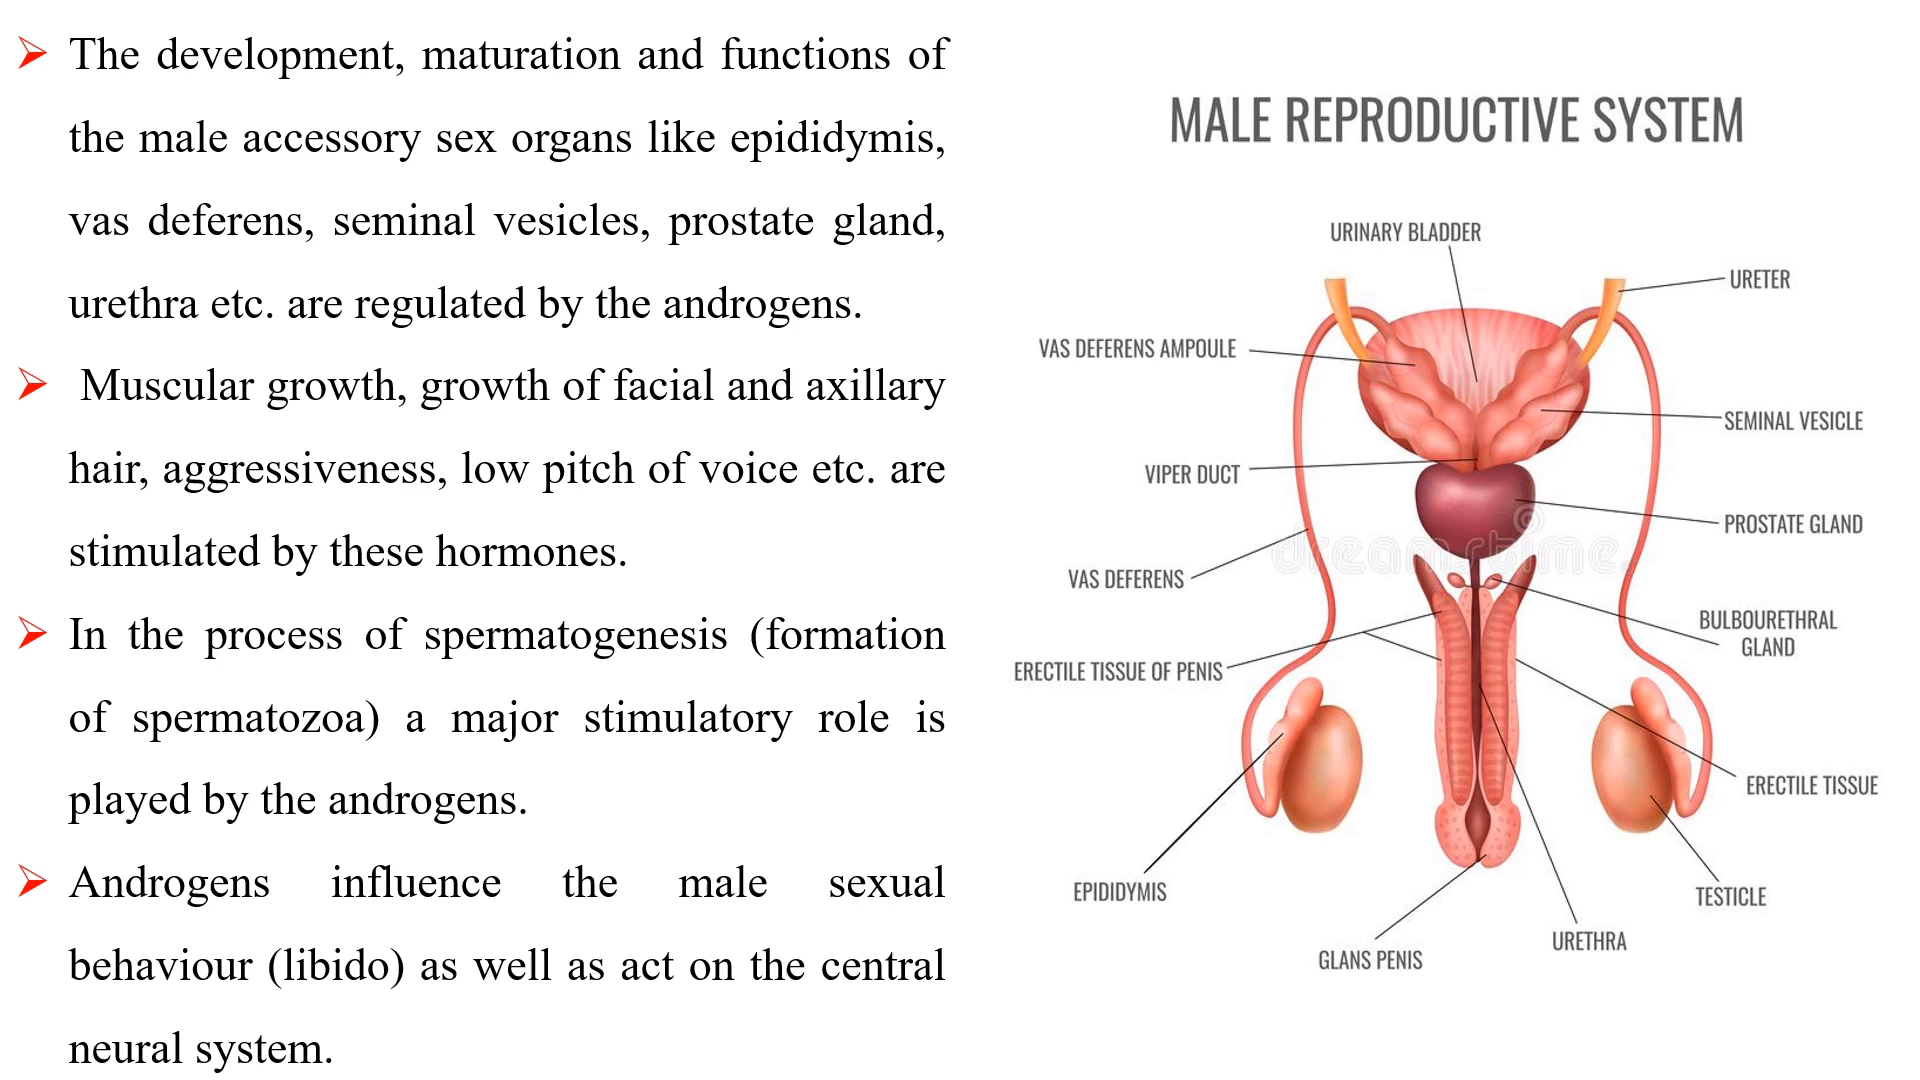 The development, maturation and functions of
the male accessory sex organs like epididymis,
vas deferens, seminal vesicles, prostate gland,
urethra etc. are regulated by the androgens.
Muscular growth, growth of facial and axillary
hair, aggressiveness, low pitch of voice etc. are
stimulated by these hormones.
In the process of spermatogenesis (formation
of spermatozoa) a major stimulatory role is
played by the androgens.
Androgens influence the male sexual
behaviour (libido) as well as act on the central
neural system.
MALE REPRODUCTIVE SYSTEM
URINARY BLADDER
URETER
VAS DEFERENS AMPOULE
SEMINAL VESICLE
VIPER DUCT
PROSTATE GLAND
dreamstime.
VAS DEFERENS
BULBOURETHRAL
GLAND
ERECTILE TISSUE OF PENIS
ERECTILE TISSUE
EPIDIDYMIS
TESTICLE
URETHRA
GLANS PENIS